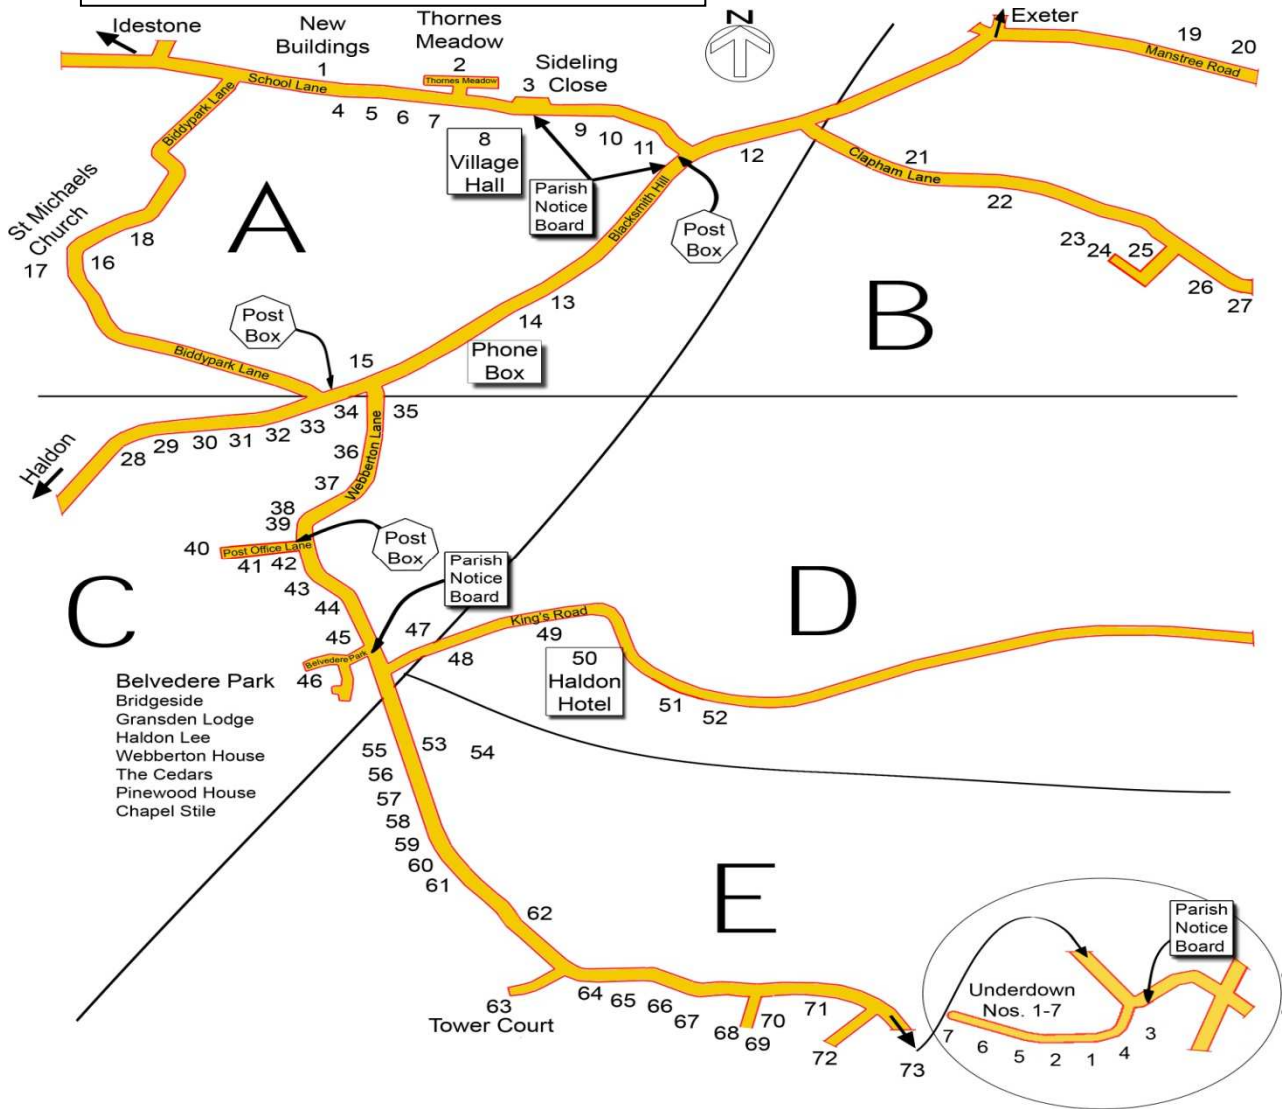 Idestone
New
Buildings
1
Thornes
Meadow
2
Thornes Meadow
3
Sideling
Close
N
Exeter
19
20
Manstree Road
School Lane
Biddypark Lane
4
5
6
7
8
Village
Hall
9
10
11
12
Parish
Notice
Board
Blacksmith Hill
Post
Box
21
Clapham Lane
22
23
24
25
26
27
St Michaels
Church
17
16
18
A
B
Post
Box
13
14
15
Phone
Box
Biddypark Lane
Haldon
28
29
30
31
32
33
34
35
36
Webberton Lane
37
38
39
40
Post Office Lane
41
42
Post
Box
43
44
Parish
Notice
Board
C
D
45
Belvedere Park
46
47
48
King's Road
49
50
Haldon
Hotel
51
52
Belvedere Park
Bridgeside
Gransden Lodge
Haldon Lee
Webberton House
The Cedars
Pinewood House
Chapel Stile
53
54
55
56
57
58
59
60
61
62
E
63
Tower Court
64
65
66
67
68
69
70
71
72
73
Parish
Notice
Board
Underdown
Nos. 1-7
7
6
5
2
1
4
3